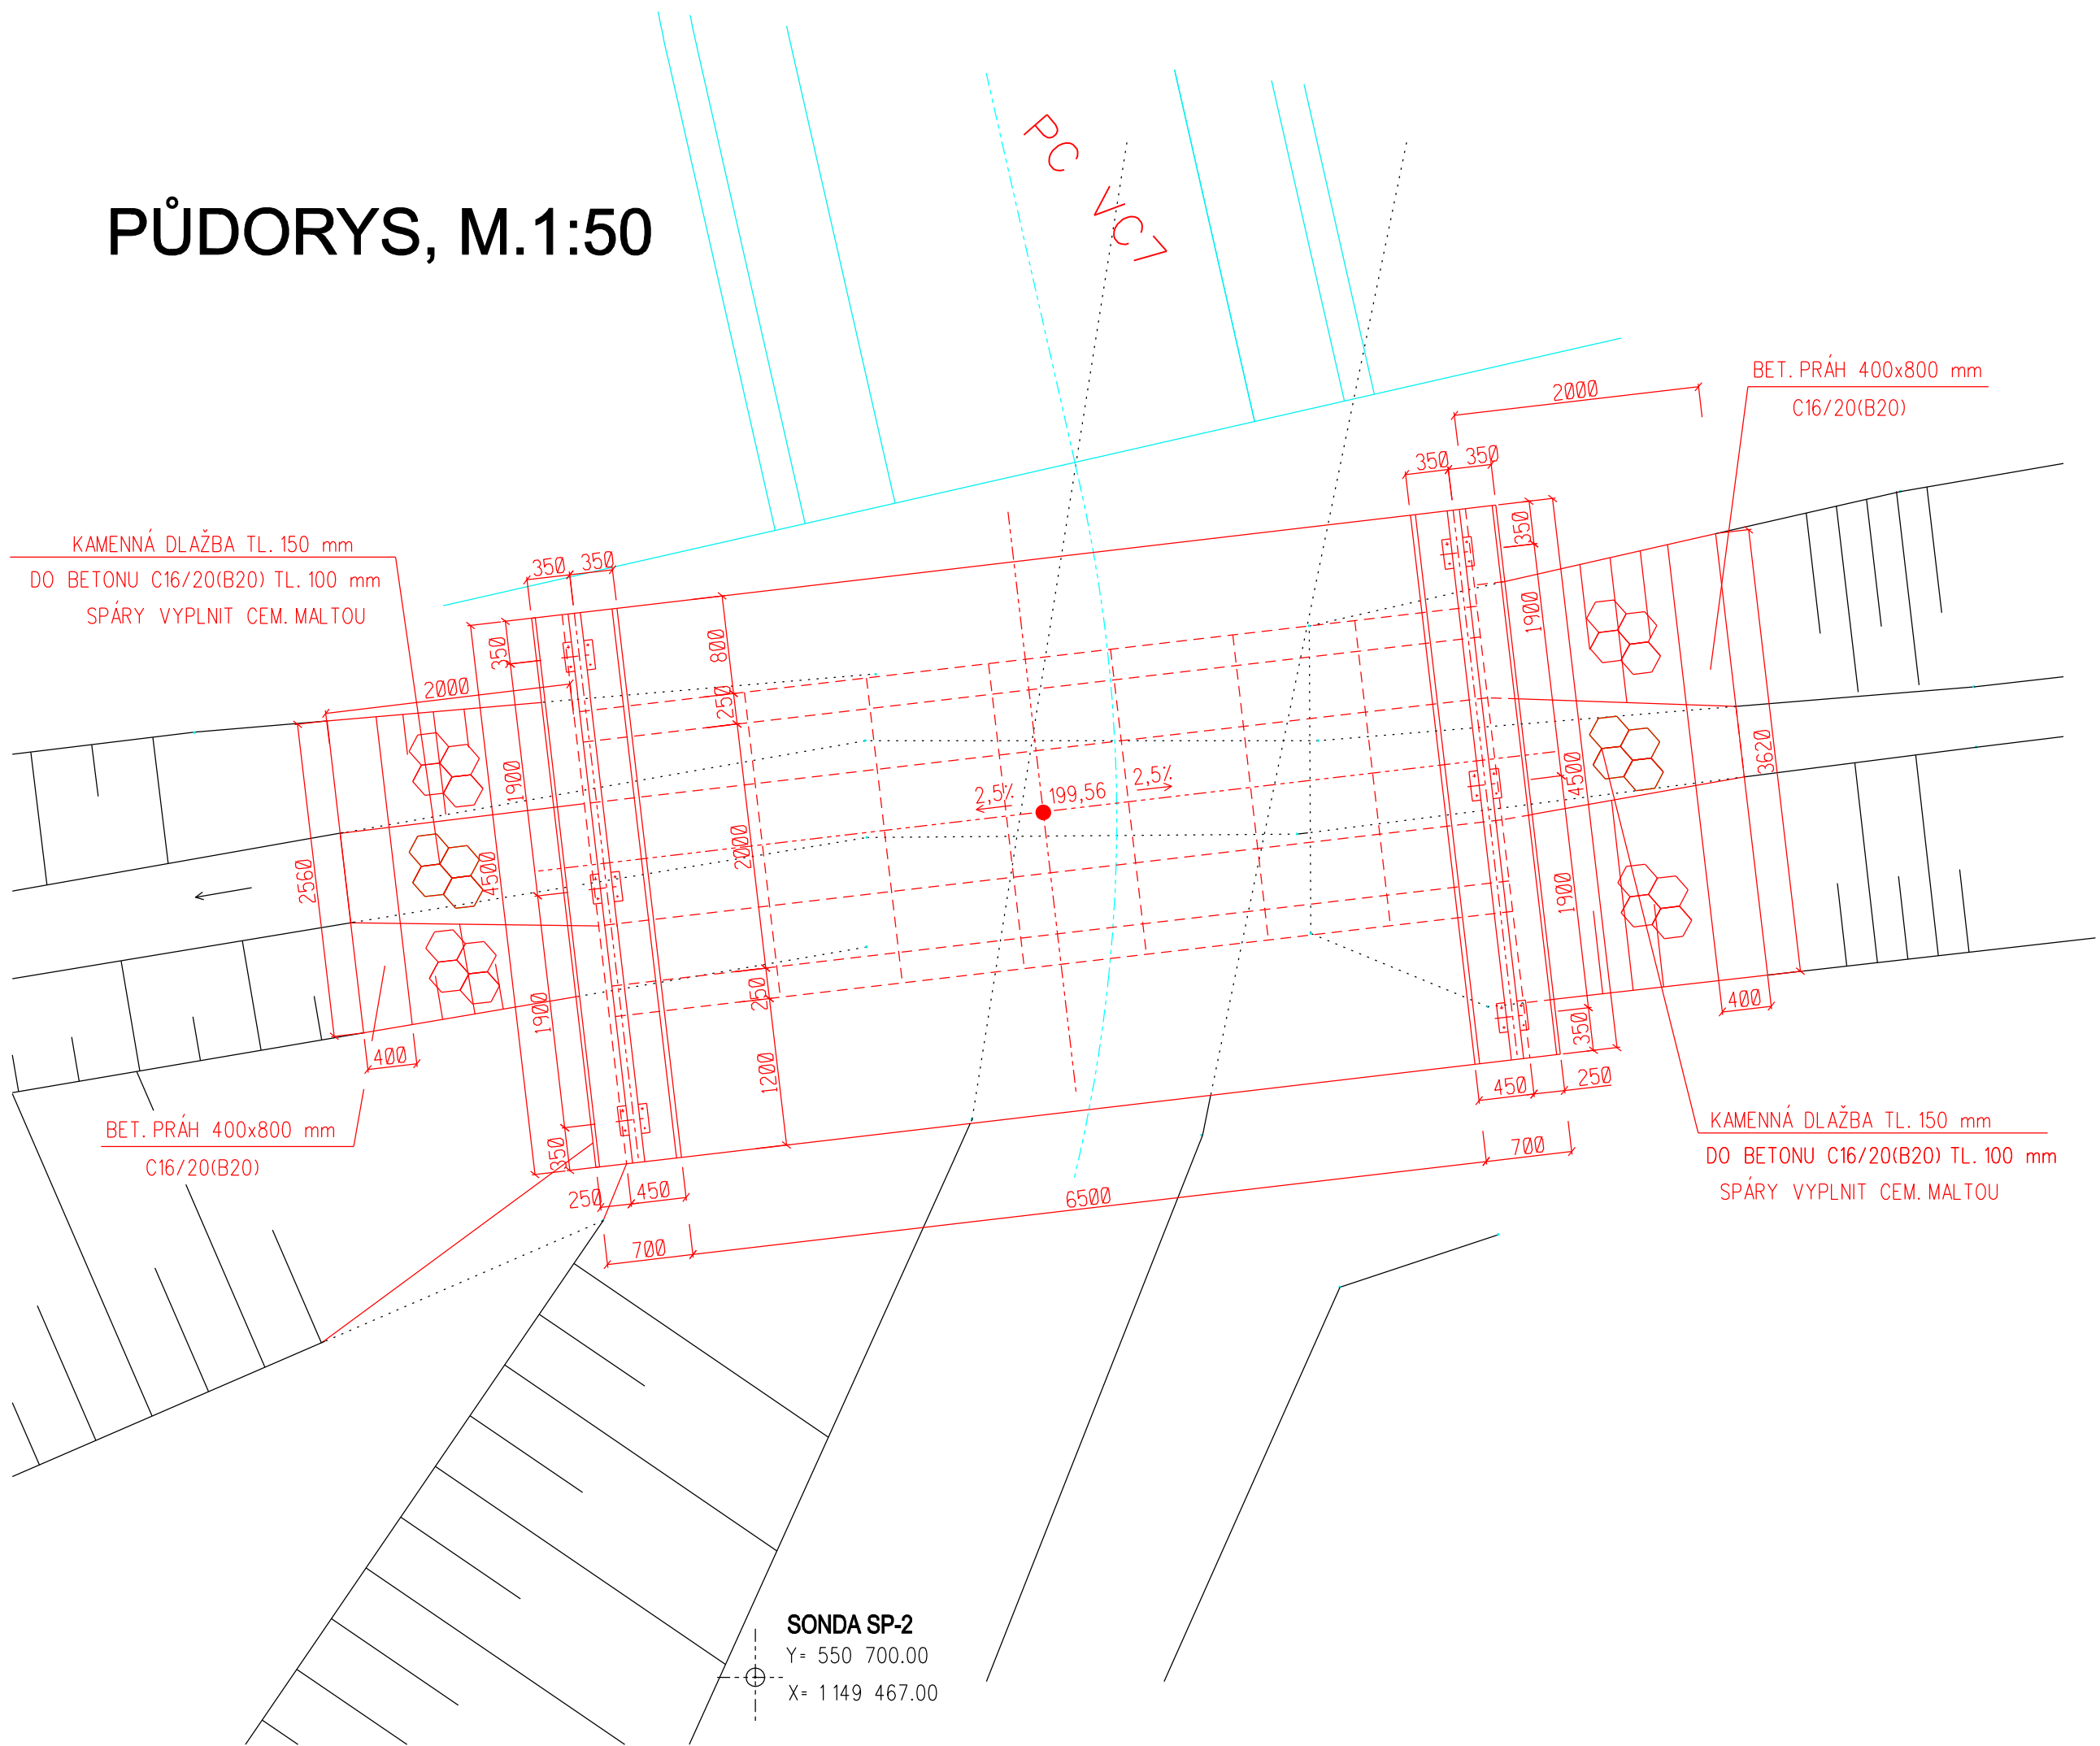 PŮDORYS, M.1:50
PC VC7
BET. PRÁH 400x800 mm
C16/20(B20)
2000
350 350
350
1900
KAMENNÁ DLAŽBA TL. 150 mm
DO BETONU C16/20(B20) TL. 100 mm
SPÁRY VYPLNIT CEM. MALTOU
350 350
350
800
2000
250
1900
2,5%
199,56
2,5%
4500
3620
2560
4500
2000
1900
1900
250
250
1200
400
350
400
450
250
BET. PRÁH 400x800 mm
C16/20(B20)
350
250
450
700
6500
700
KAMENNÁ DLAŽBA TL. 150 mm
DO BETONU C16/20(B20) TL. 100 mm
SPÁRY VYPLNIT CEM. MALTOU
SONDA SP-2
Y= 550 700.00
X= 1149 467.00